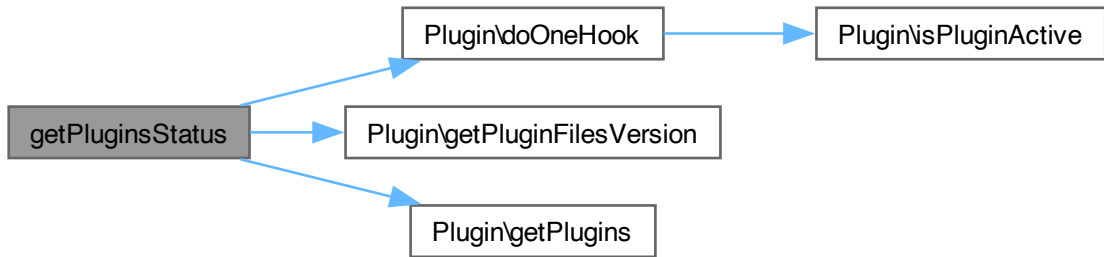 Plugin\doOneHook
Plugin\isPluginActive
getPluginsStatus
Plugin\getPluginFilesVersion
Plugin\getPlugins